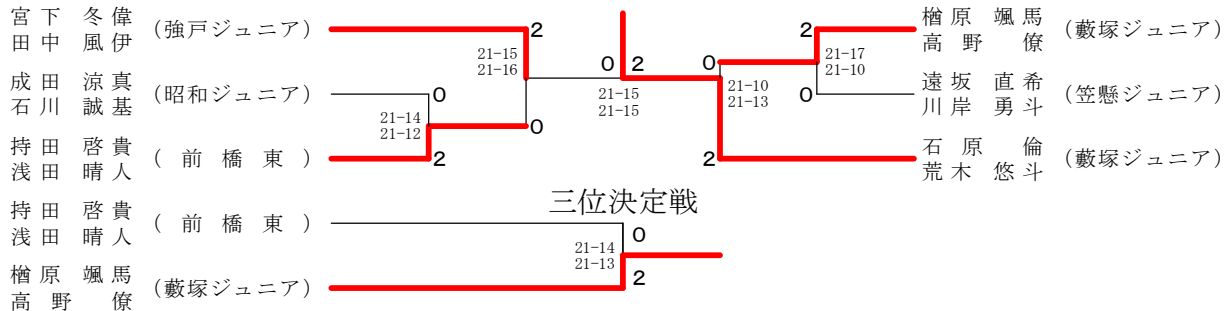 宮下 冬偉
田中 風伊
(強戸ジュニア)
2
21-15
21-16
成田 涼真
石川 誠基
(昭和ジュニア)
0
21-14
21-12
0
持田 啓貴
浅田 晴人
(前橋東)
2
0 2
21-15
21-15
楢原 颯馬
高野 僚
(藪塚ジュニア)
2
21-17
21-10
0
21-10
21-13
遠坂 直希
川岸 勇斗
(笠懸ジュニア)
0
石原 倫
荒木 悠斗
(藪塚ジュニア)
2
三位決定戦
持田 啓貴
浅田 晴人
(前橋東)
0
21-14
21-13
楢原 颯馬
高野 僚
(藪塚ジュニア)
2